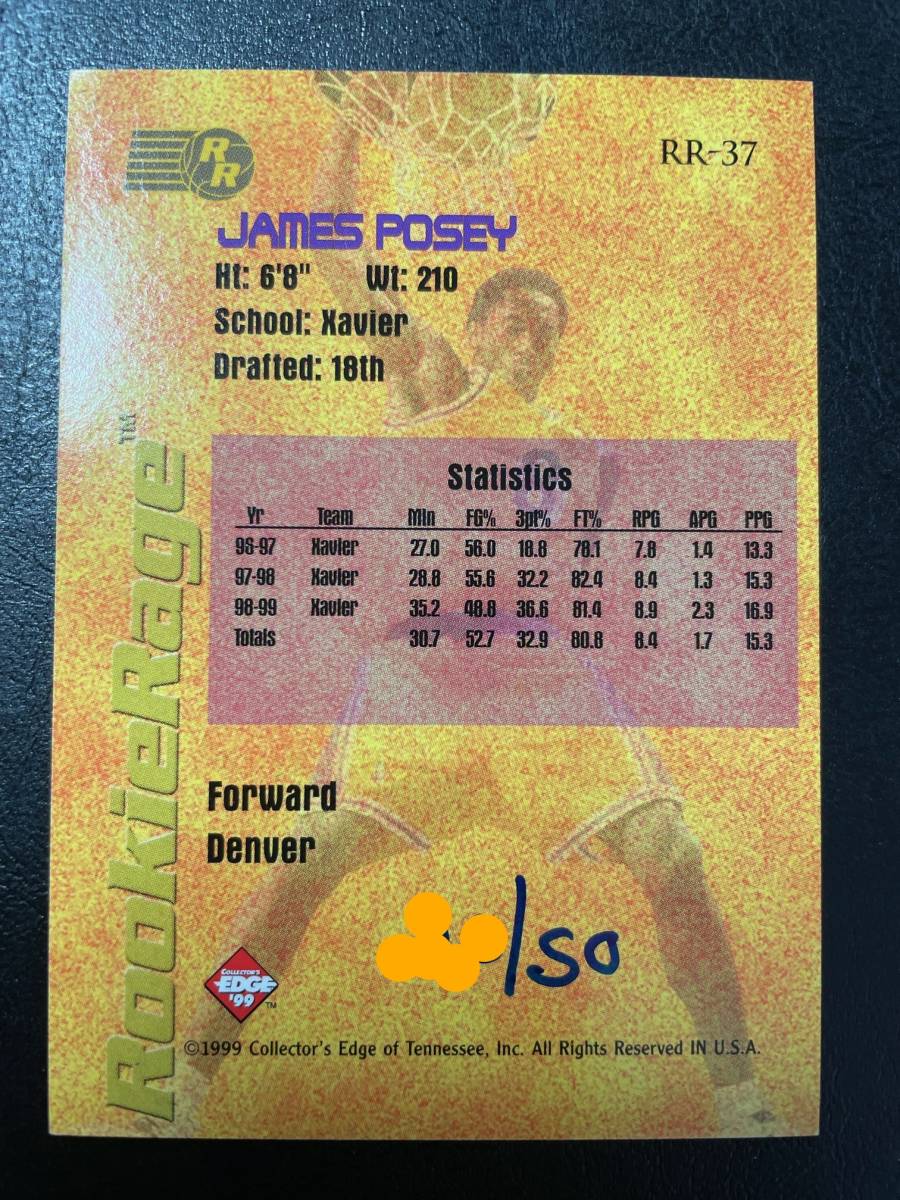 RR
RR-37
JAMES POSEY
Ht: 6'8" Wt: 210
School: Xavier
Drafted: 18th
Statistics
Yr Team Min FG% 3pt% FT% RPG APG PPG
96-97 Xavier 27.0 56.0 18.8 78.1 7.8 1.4 13.3
97-98 Xavier 28.8 55.6 32.2 82.4 8.4 1.3 15.3
98-99 Xavier 35.2 48.8 36.6 81.4 8.9 2.3 16.9
Totals 30.7 52.7 32.9 80.8 8.4 1.7 15.3
RookieRage™
Forward
Denver
/50
COLLECTOR'S
EDGE
'99 ™
©1999 Collector's Edge of Tennessee, Inc. All Rights Reserved IN U.S.A.